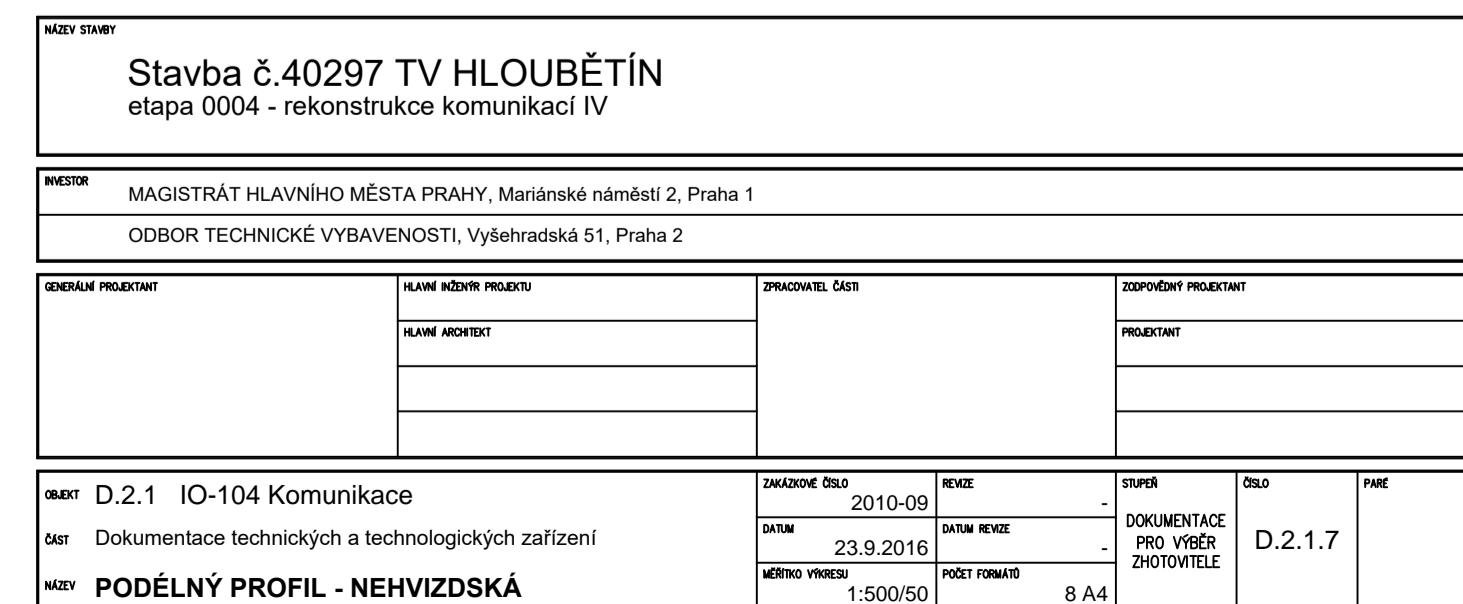 NÁZEV STAVBY
Stavba č.40297 TV HLOUBĚTÍN
etapa 0004 - rekonstrukce komunikací IV
INVESTOR
MAGISTRÁT HLAVNÍHO MĚSTA PRAHY, Mariánské náměstí 2, Praha 1
ODBOR TECHNICKÉ VYBAVENOSTI, Vyšehradská 51, Praha 2
GENERÁLNÍ PROJEKTANT
HLAVNÍ INŽENÝR PROJEKTU
HLAVNÍ ARCHITEKT
ZPRACOVATEL ČÁSTI
ZODPOVĚDNÝ PROJEKTANT
PROJEKTANT
OBJEKT D.2.1 IO-104 Komunikace
ČÁST Dokumentace technických a technologických zařízení
NÁZEV PODÉLNÝ PROFIL - NEHVIZDSKÁ
ZAKÁZKOVÉ ČÍSLO
2010-09
REVIZE
-
DATUM
23.9.2016
DATUM REVIZE
-
MĚŘÍTKO VÝKRESU
1:500/50
POČET FORMÁTŮ
8 A4
STUPEŇ
DOKUMENTACE
PRO VÝBĚR
ZHOTOVITELE
ČÍSLO
D.2.1.7
PARÉ